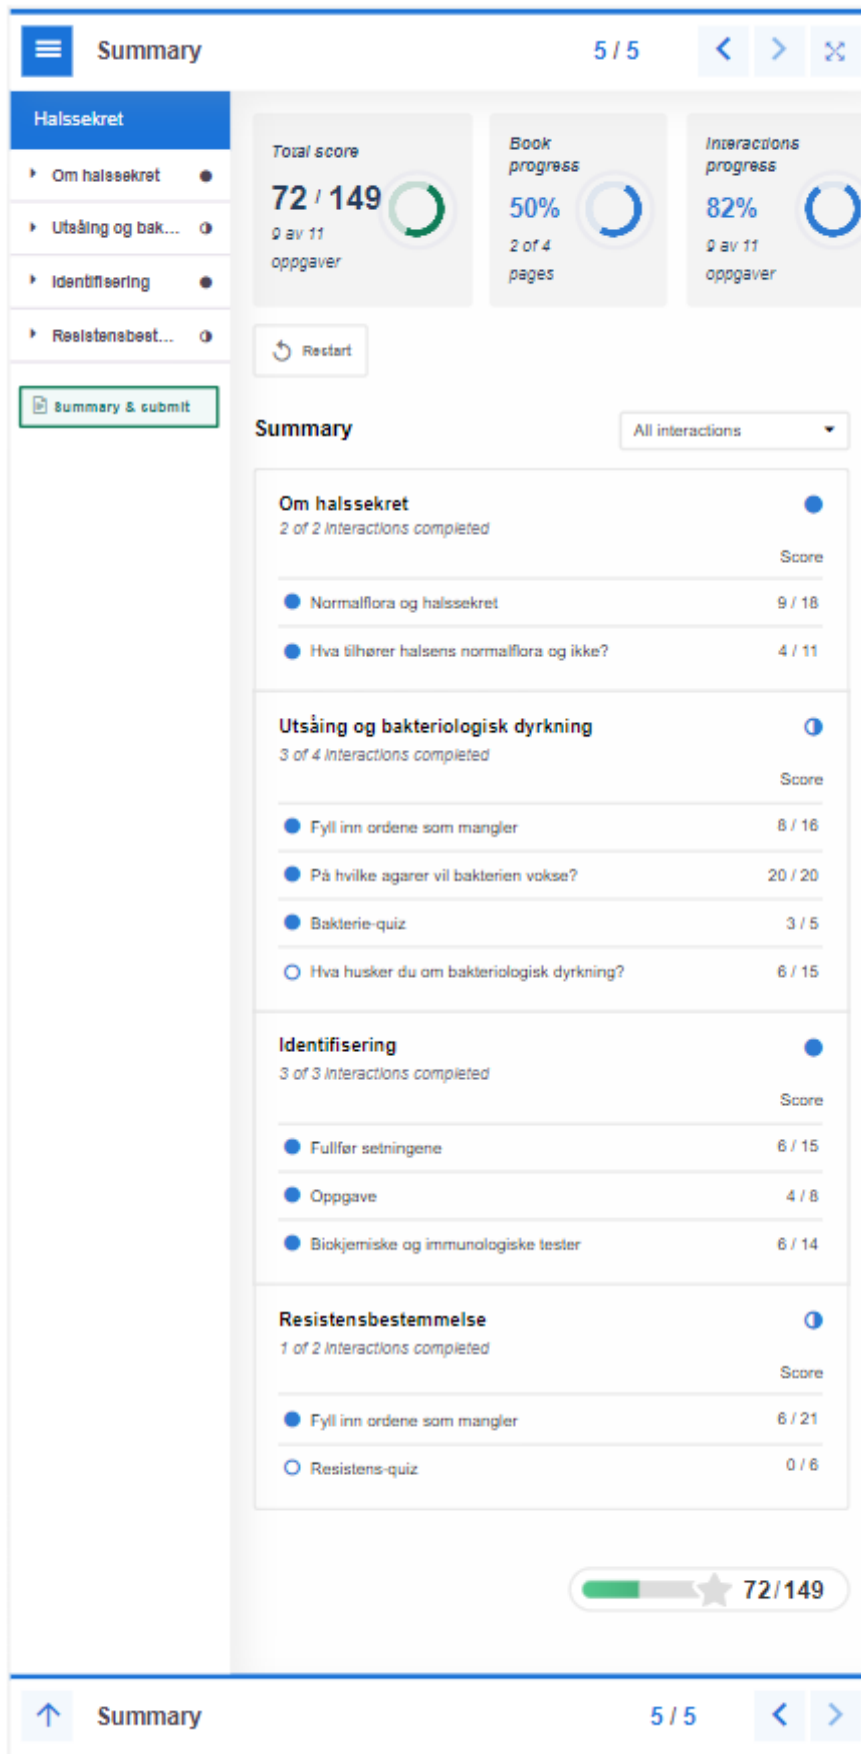 Summary
5 / 5
Halssekret
Om halssekret
Utsåing og bak...
Identifisering
Resistensbest...
Summary & submit
Total score
72 / 149
9 av 11
oppgaver
Book
progress
50%
2 of 4
pages
Interactions
progress
82%
9 av 11
oppgaver
Restart
Summary
All interactions
Om halssekret
2 of 2 Interactions completed
Score
Normalflora og halssekret 9 / 18
Hva tilhører halsens normalflora og ikke? 4 / 11
Utsåing og bakteriologisk dyrkning
3 of 4 Interactions completed
Score
Fyll inn ordene som mangler 8 / 16
På hvilke agarer vil bakterien vokse? 20 / 20
Bakterie-quiz 3 / 5
Hva husker du om bakteriologisk dyrkning? 6 / 15
Identifisering
3 of 3 Interactions completed
Score
Fullfør setningene 6 / 15
Oppgave 4 / 8
Biokjemiske og immunologiske tester 6 / 14
Resistensbestemmelse
1 of 2 Interactions completed
Score
Fyll inn ordene som mangler 6 / 21
Resistens-quiz 0 / 6
72/149
Summary
5 / 5